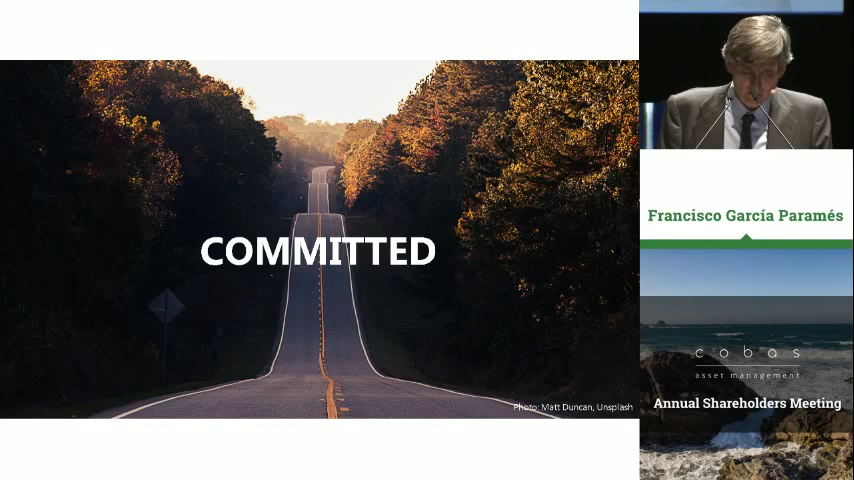 COMMITTED
Photo: Matt Duncan, Unsplash
Francisco García Paramés
cobas
asset management
Annual Shareholders Meeting